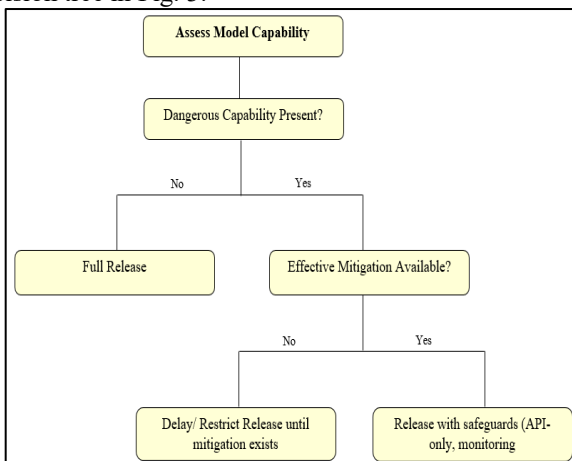 Assess Model Capability
Dangerous Capability Present?
No
Yes
Full Release
Effective Mitigation Available?
No
Yes
Delay/ Restrict Release until
mitigation exists
Release with safeguards (API-
only, monitoring